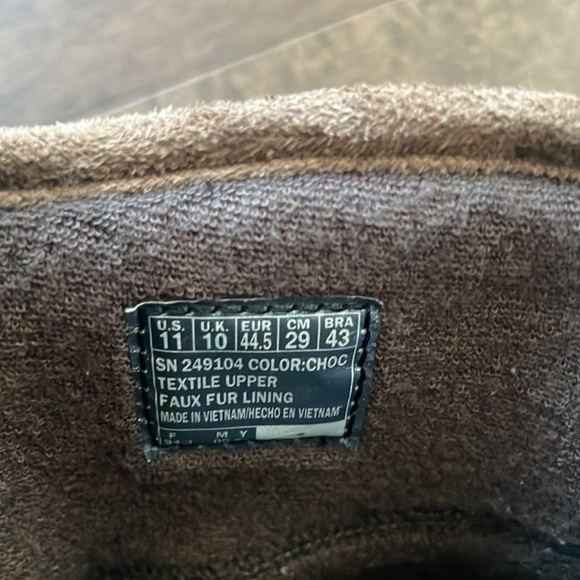 U.S. U.K. EUR CM BRA
11 10 44.5 29 43
SN 249104 COLOR:CHOC
TEXTILE UPPER
FAUX FUR LINING
MADE IN VIETNAM/HECHO EN VIETNAM
F M Y